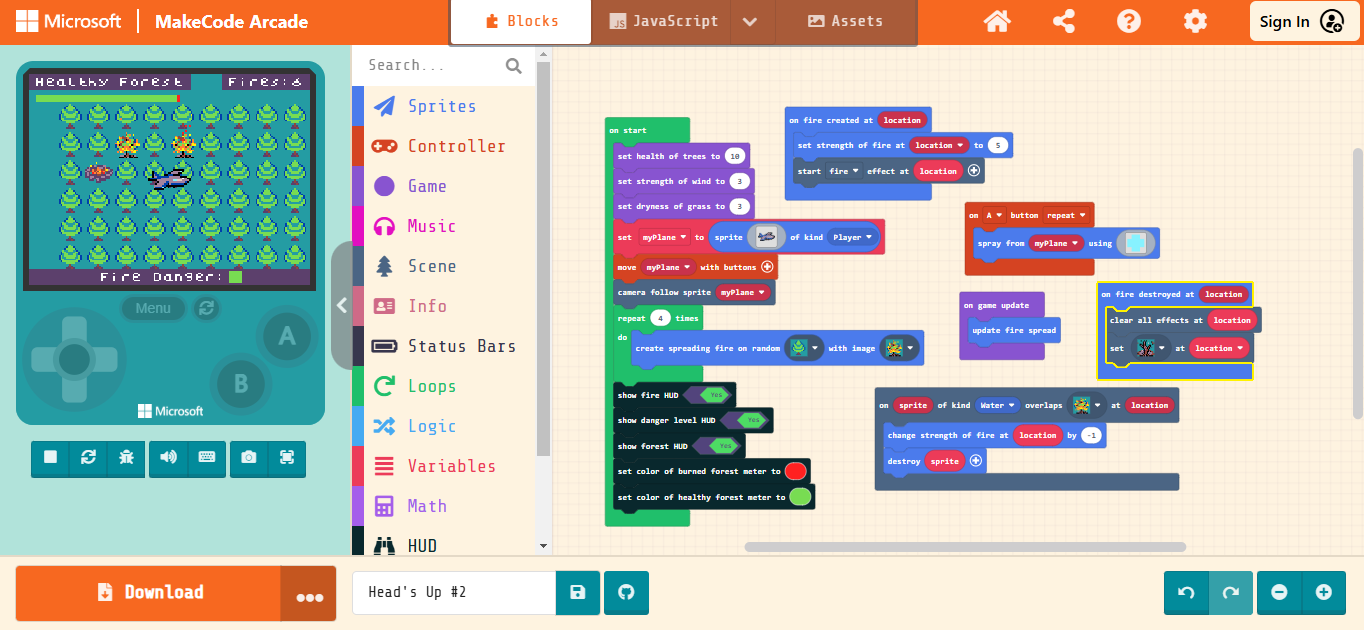 Microsoft MakeCode Arcade Blocks JavaScript Assets Sign In
Healthy Forest Fires:
Fire Danger:
Menu
A
B
Microsoft
Search...
Sprites
Controller
Game
Music
Scene
Info
Status Bars
Loops
Logic
Variables
Math
HUD
on start
set health of trees to 10
set strength of wind to 3
set dryness of grass to 3
set myPlane to sprite of kind Player
move myPlane with buttons
camera follow sprite myPlane
repeat 4 times
do
create spreading fire on random with image
show fire HUD Yes
show danger level HUD Yes
show forest HUD Yes
set color of burned forest meter to
set color of healthy forest meter to
on fire created at location
set strength of fire at location to 5
start fire effect at location
on A button repeat
spray from myPlane using
on game update
update fire spread
on fire destroyed at location
clear all effects at location
set at location
on sprite of kind Water overlaps at location
change strength of fire at location by -1
destroy sprite
Download
Head's Up #2